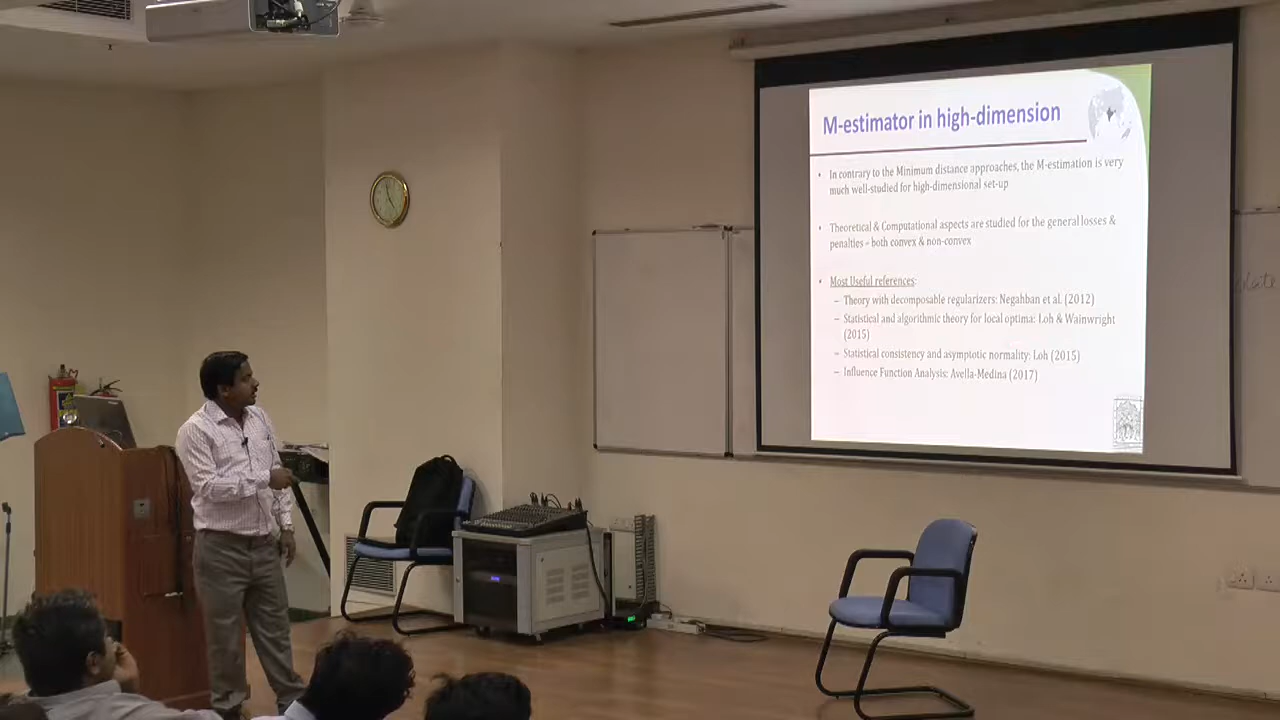 M-estimator in high-dimension
• In contrary to the Minimum distance approaches, the M-estimation is very
much well-studied for high-dimensional set-up
• Theoretical & Computational aspects are studied for the general losses &
penalties – both convex & non-convex
• Most Useful references:
– Theory with decomposable regularizers: Negahban et al. (2012)
– Statistical and algorithmic theory for local optima: Loh & Wainwright
(2015)
– Statistical consistency and asymptotic normality: Loh (2015)
– Influence Function Analysis: Avella-Medina (2017)